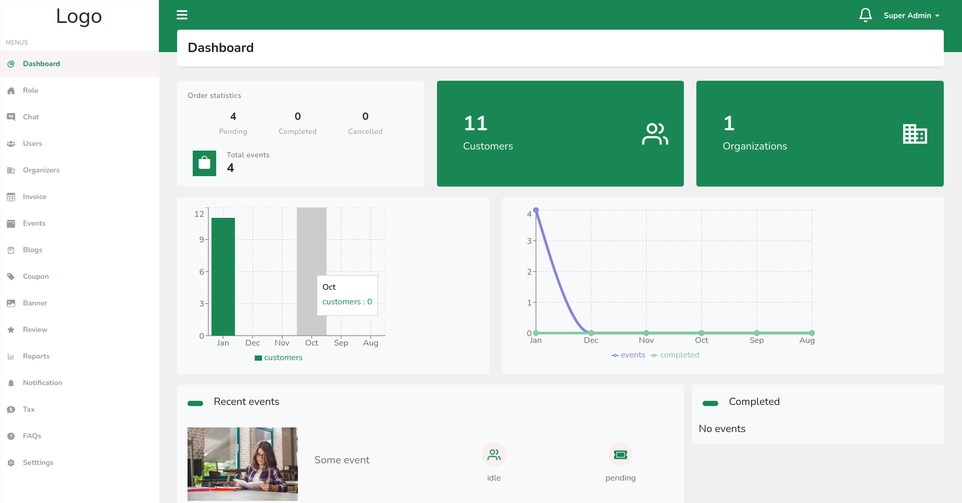 Logo
Super Admin
MENUS
Dashboard
Dashboard
Role
Chat
Users
Organizers
Invoice
Events
Blogs
Coupon
Banner
Review
Reports
Notification
Tax
FAQs
Setttings
Order statistics
4 0 0
Pending Completed Cancelled
Total events
4
11
Customers
1
Organizations
12
9
6
3
0
Jan Dec Nov Oct Sep Aug
Oct
customers : 0
customers
4
3
2
1
0
Jan Dec Nov Oct Sep Aug
events completed
Recent events
Some event
idle
pending
Completed
No events